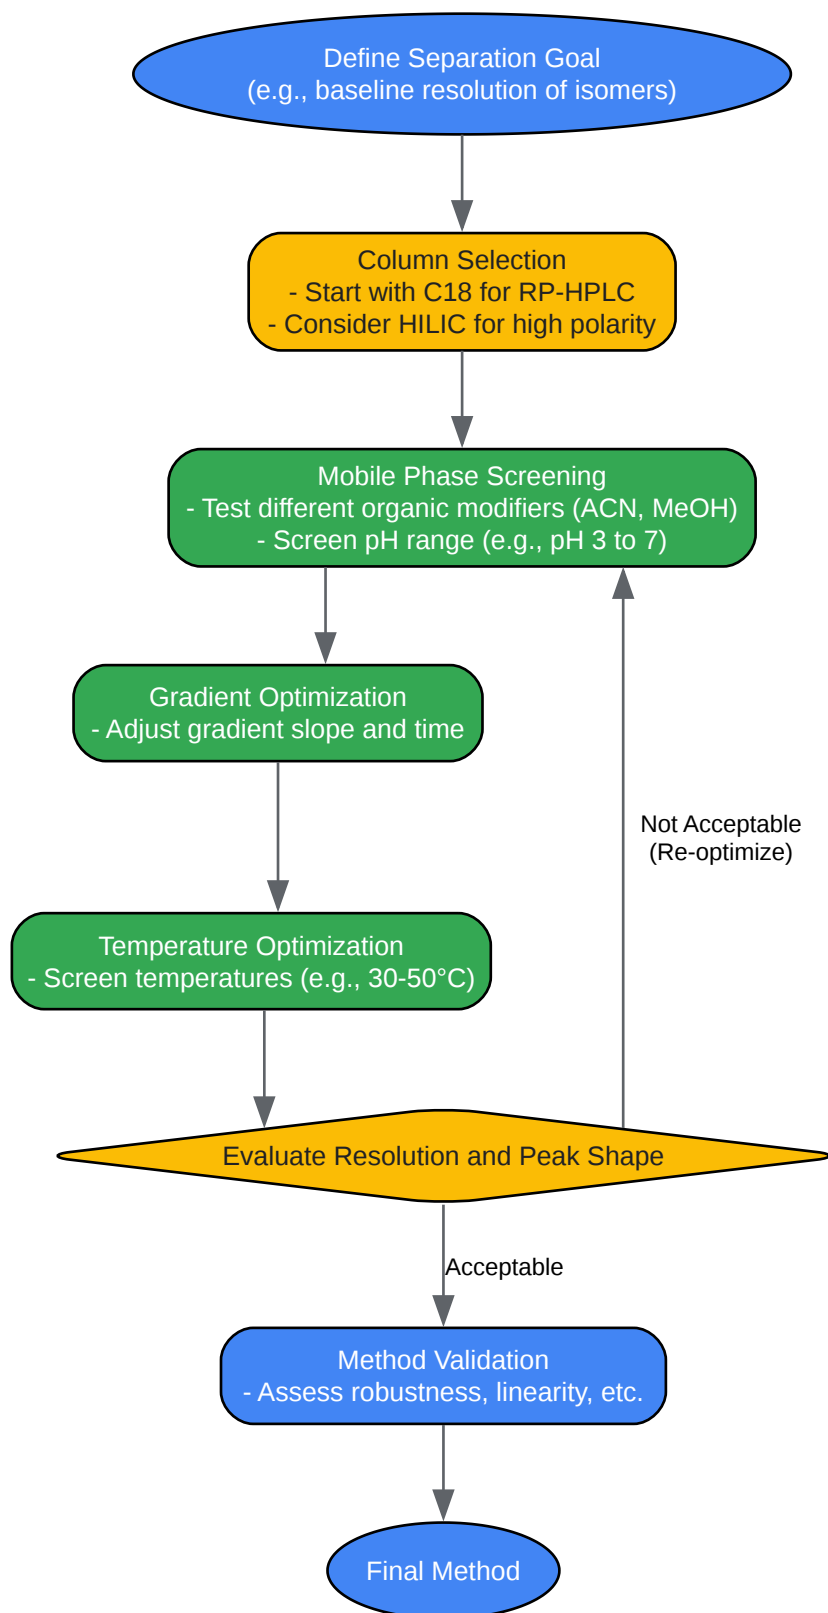 Define Separation Goal
(e.g., baseline resolution of isomers)
Column Selection
- Start with C18 for RP-HPLC
- Consider HILIC for high polarity
Mobile Phase Screening
- Test different organic modifiers (ACN, MeOH)
- Screen pH range (e.g., pH 3 to 7)
Gradient Optimization
- Adjust gradient slope and time
Not Acceptable
(Re-optimize)
Temperature Optimization
- Screen temperatures (e.g., 30-50°C)
Evaluate Resolution and Peak Shape
Acceptable
Method Validation
- Assess robustness, linearity, etc.
Final Method